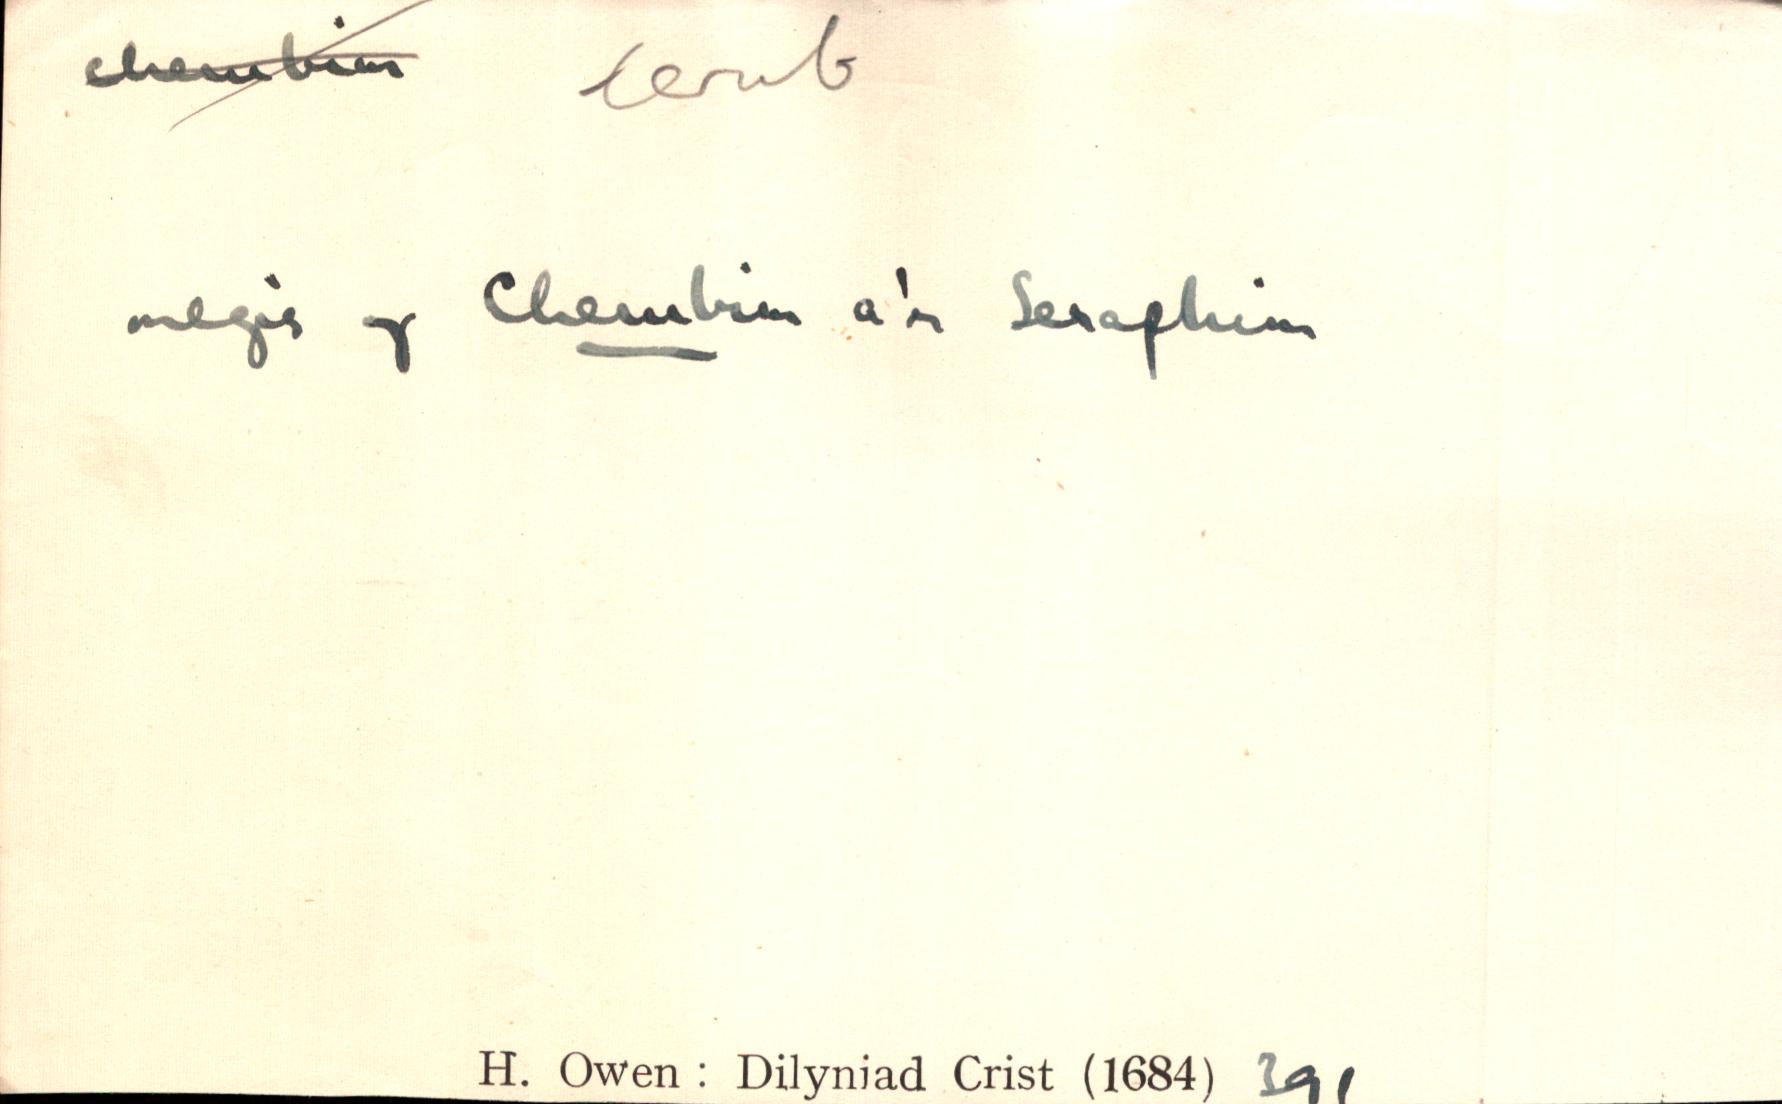 cherubim cerub
megis y Cherubim a'r Seraphim
H. Owen : Dilyniad Crist (1684) 391